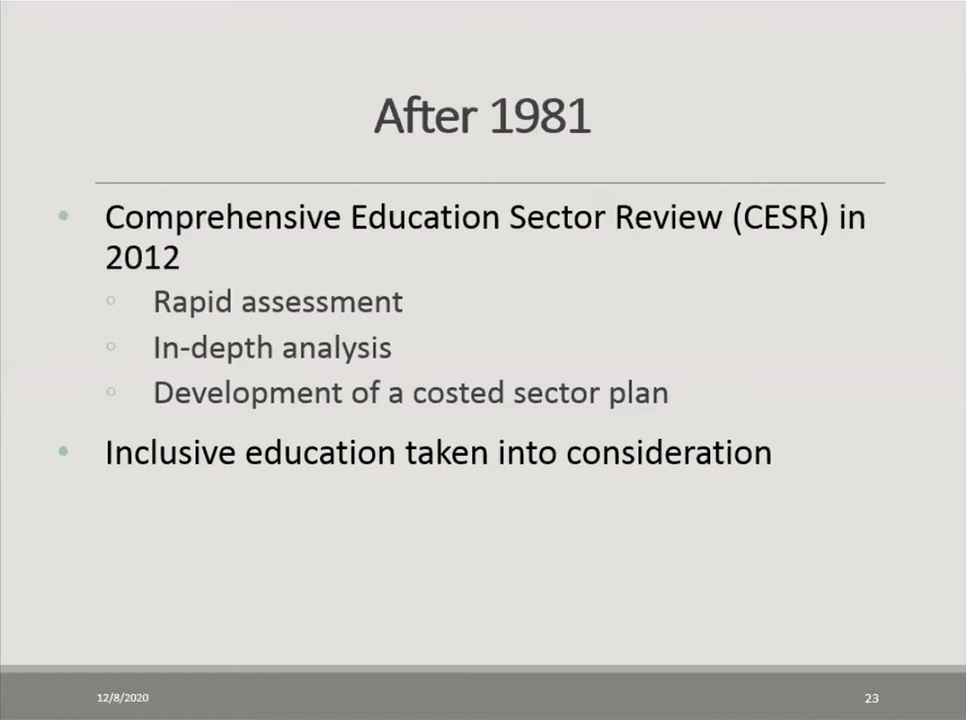 After 1981
• Comprehensive Education Sector Review (CESR) in
2012
◦ Rapid assessment
◦ In-depth analysis
◦ Development of a costed sector plan
• Inclusive education taken into consideration
12/8/2020
23